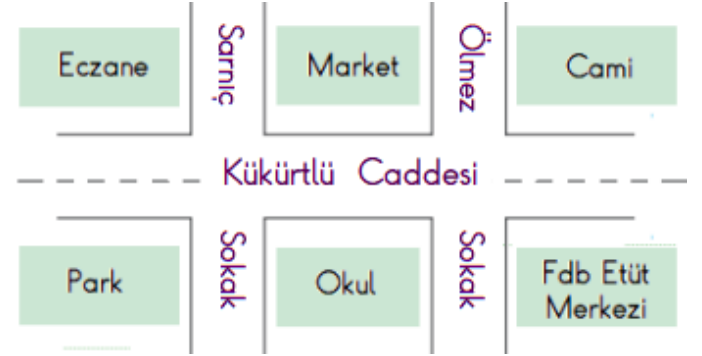 Eczane
Sarnıç
Market
Ölmez
Cami
Kükürtlü Caddesi
Park
Sokak
Okul
Sokak
Fdb Etüt
Merkezi